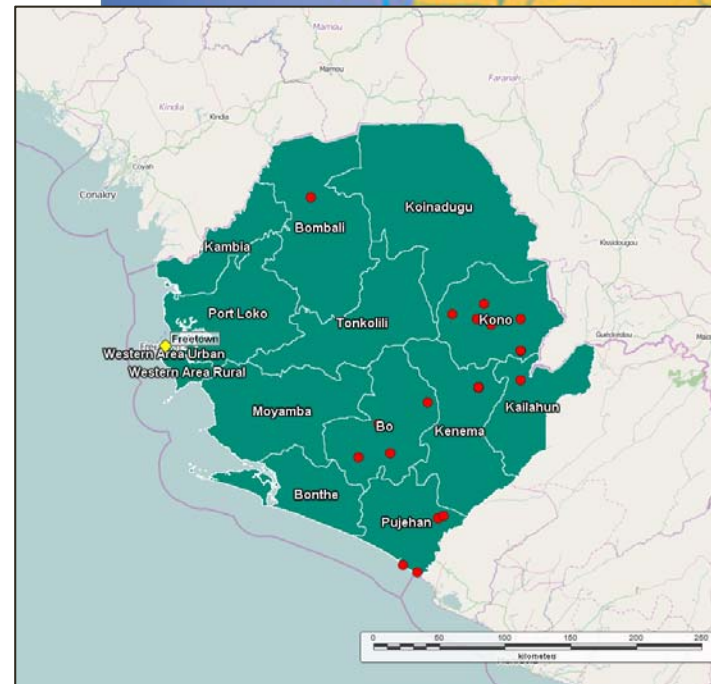 Mamou
Mamou
Faranah
Kindia
Kindia
Coyah
Conakry
Koinadugu
Bombali
Kambia
Kissidougou
Port Loko
Tonkolili
Kono
Freetown
Western Area Urban
Western Area Rural
Moyamba
Bo
Kenema
Kailahun
Bonthe
Pujehan
0 50 100 150 200 250
kilometers